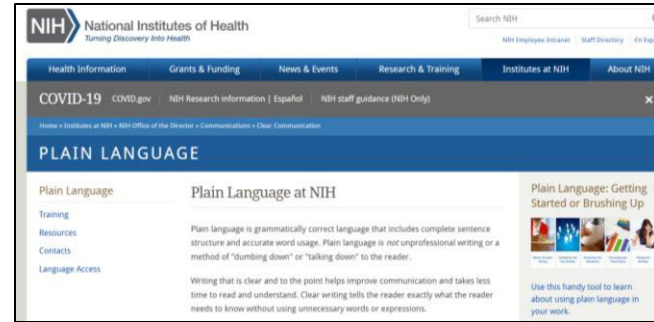 NIH National Institutes of Health
Turning Discovery Into Health
Search NIH
NIH Employee Intranet Staff Directory En Esp
Health Information Grants & Funding News & Events Research & Training Institutes at NIH About NIH
COVID-19 COVID.gov NIH Research information | Español NIH staff guidance (NIH Only) ×
Home » Institutes at NIH » NIH Office of the Director » Communications » Clear Communication
PLAIN LANGUAGE
Plain Language
Training
Resources
Contacts
Language Access
Plain Language at NIH
Plain language is grammatically correct language that includes complete sentence
structure and accurate word usage. Plain language is not unprofessional writing or a
method of "dumbing down" or "talking down" to the reader.
Writing that is clear and to the point helps improve communication and takes less
time to read and understand. Clear writing tells the reader exactly what the reader
needs to know without using unnecessary words or expressions.
Plain Language: Getting
Started or Brushing Up
Use this handy tool to learn
about using plain language in
your work.